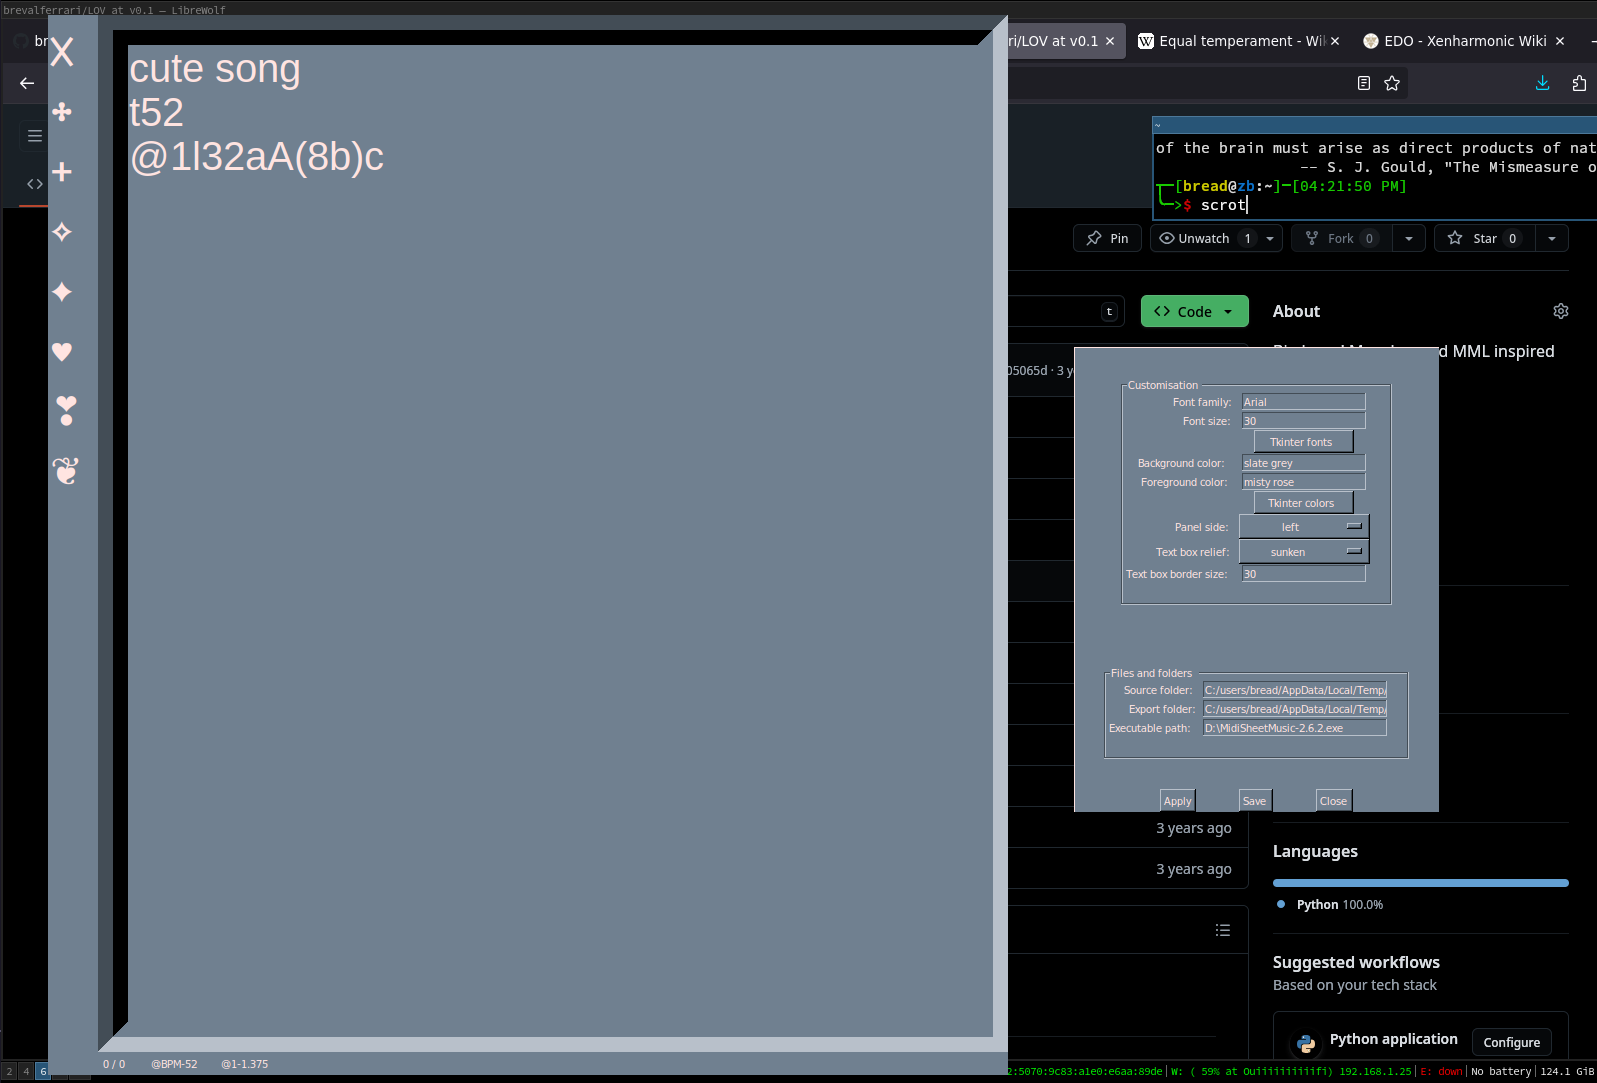 brevalferrari/LOV at v0.1 — LibreWolf
br
ri/LOV at v0.1
Equal temperament - Wik
EDO - Xenharmonic Wiki
cute song
t52
@1l32aA(8b)c
~
of the brain must arise as direct products of nat
-- S. J. Gould, "The Mismeasure o
[bread@zb:~]-[04:21:50 PM]
>$ scrot
Pin
Unwatch 1
Fork 0
Star 0
t
Code
About
d MML inspired
05065d · 3 y
Customisation
Font family: Arial
Font size: 30
Tkinter fonts
Background color: slate grey
Foreground color: misty rose
Tkinter colors
Panel side: left
Text box relief: sunken
Text box border size: 30
Files and folders
Source folder: C:/users/bread/AppData/Local/Temp/
Export folder: C:/users/bread/AppData/Local/Temp/
Executable path: D:\MidiSheetMusic-2.6.2.exe
Apply
Save
Close
3 years ago
3 years ago
Languages
Python 100.0%
Suggested workflows
Based on your tech stack
Python application
Configure
0 / 0 @BPM-52 @1-1.375
2 4 6
2:5070:9c83:a1e0:e6aa:89de| W: ( 59% at Ouiiiiiiiiiifi) 192.168.1.25| E: down| No battery| 124.1 GiB